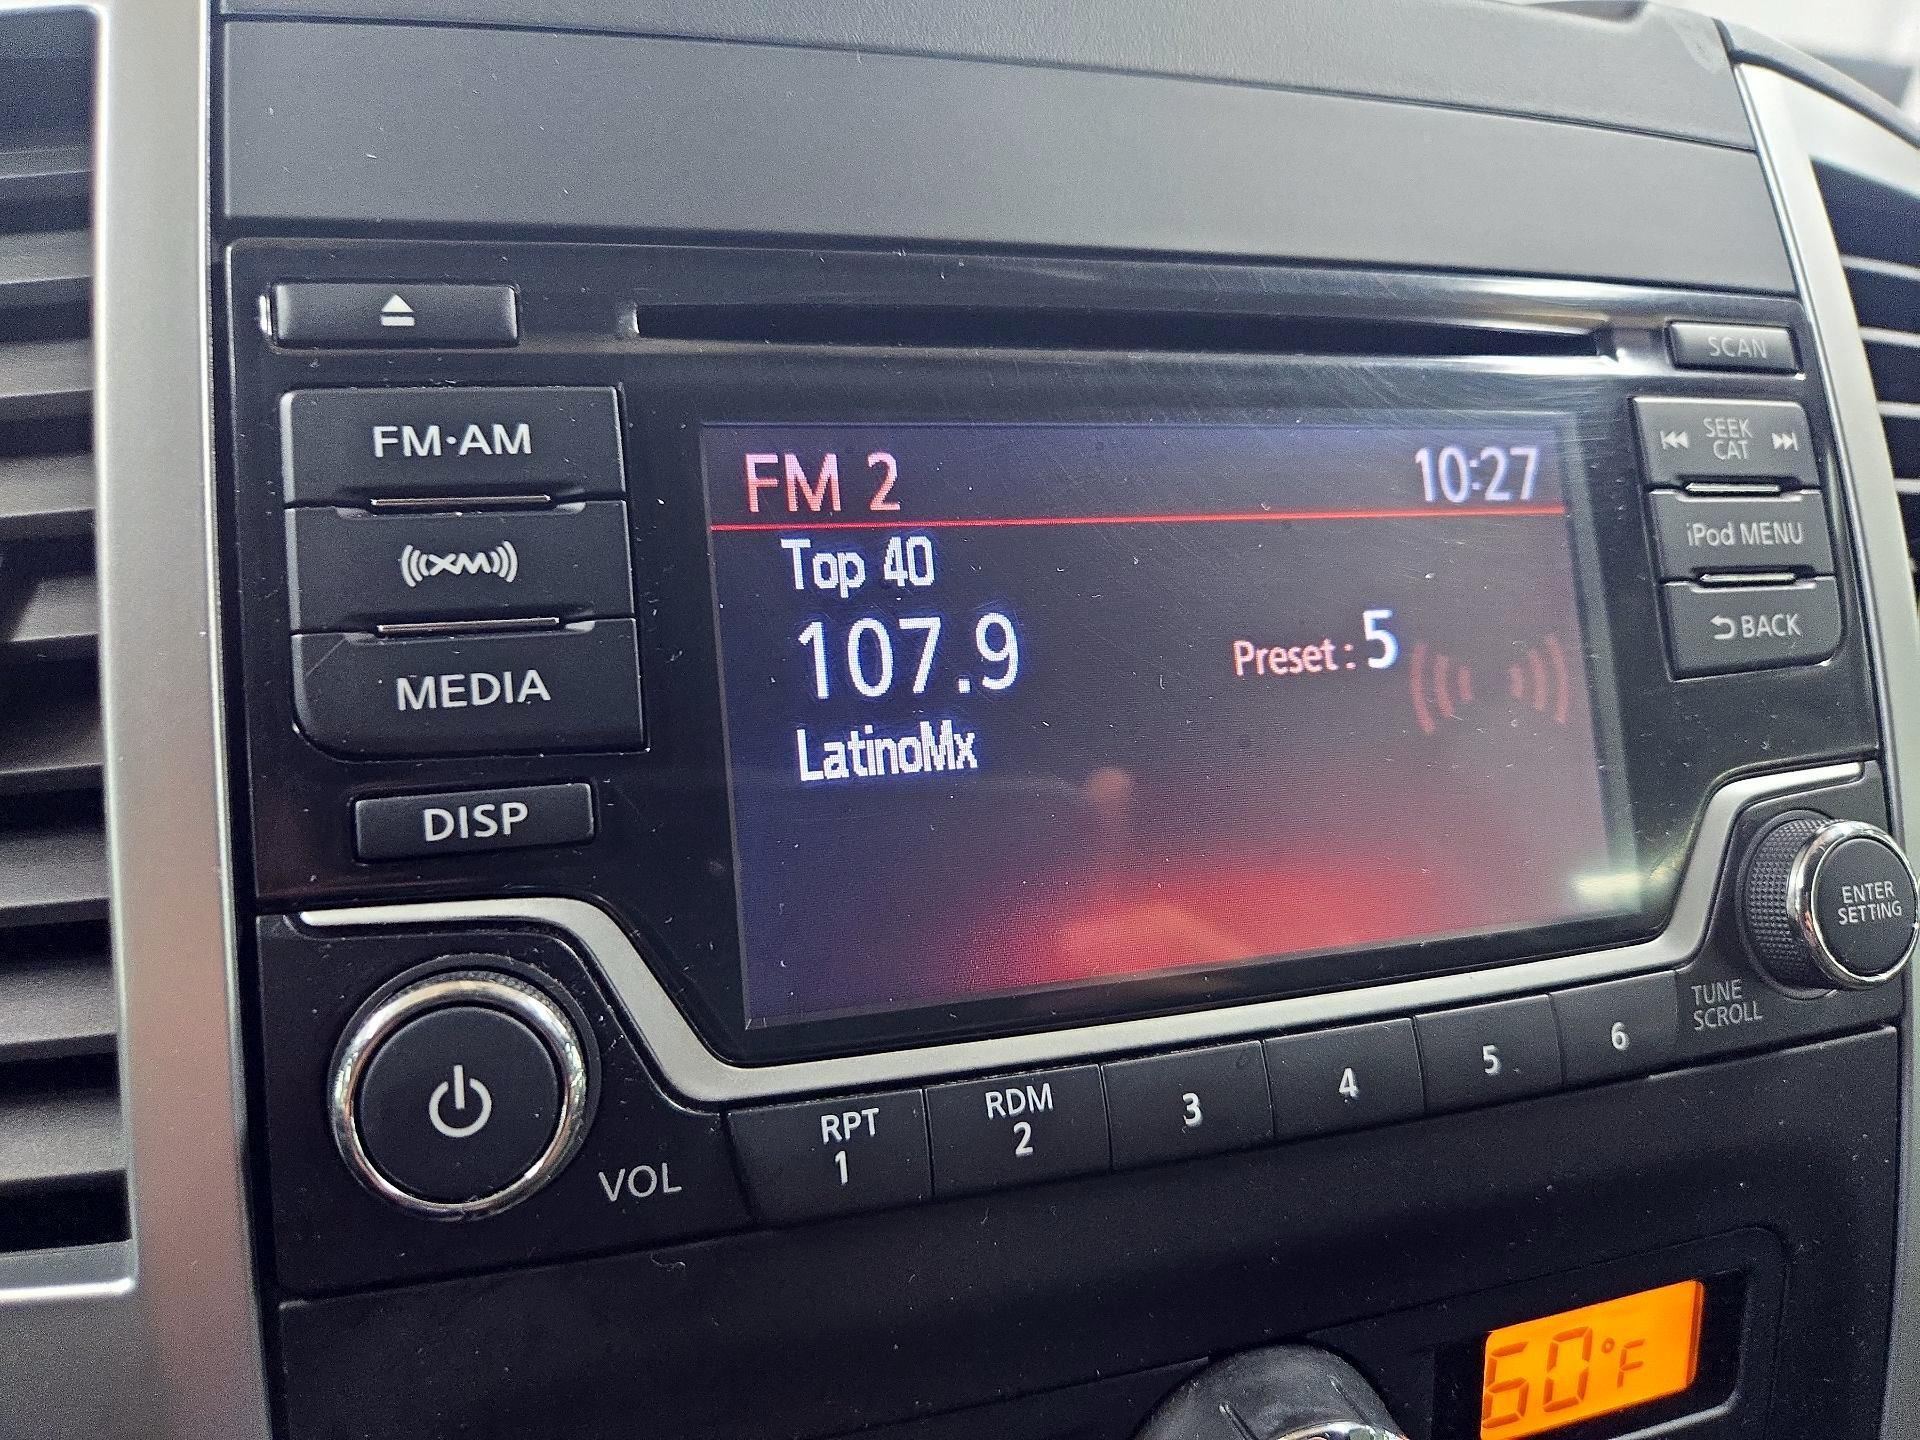 SCAN
FM·AM
XM
MEDIA
DISP
FM 2 10:27
Top 40
107.9 Preset : 5
LatinoMx
SEEK
CAT
iPod MENU
BACK
ENTER
SETTING
TUNE
SCROLL
VOL
RPT
1
RDM
2
3
4
5
6
60°F